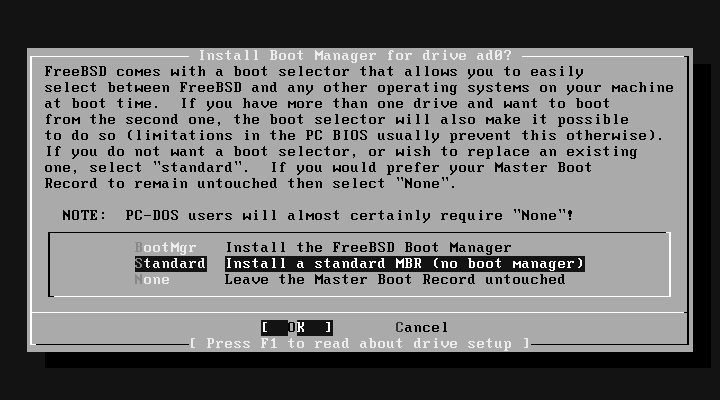 Install Boot Manager for drive ad0?
FreeBSD comes with a boot selector that allows you to easily
select between FreeBSD and any other operating systems on your machine
at boot time.  If you have more than one drive and want to boot
from the second one, the boot selector will also make it possible
to do so (limitations in the PC BIOS usually prevent this otherwise).
If you do not want a boot selector, or wish to replace an existing
one, select "standard".  If you would prefer your Master Boot
Record to remain untouched then select "None".
NOTE:  PC-DOS users will almost certainly require "None"!
BootMgr   Install the FreeBSD Boot Manager
Standard  Install a standard MBR (no boot manager)
None      Leave the Master Boot Record untouched
[  OK  ]       Cancel
[ Press F1 to read about drive setup ]